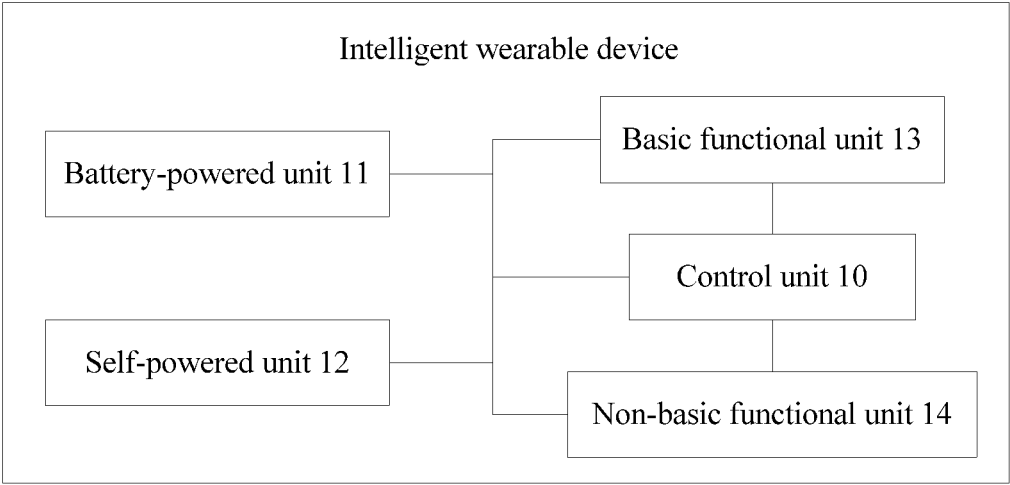 Intelligent wearable device
Battery-powered unit 11
Basic functional unit 13
Control unit 10
Self-powered unit 12
Non-basic functional unit 14